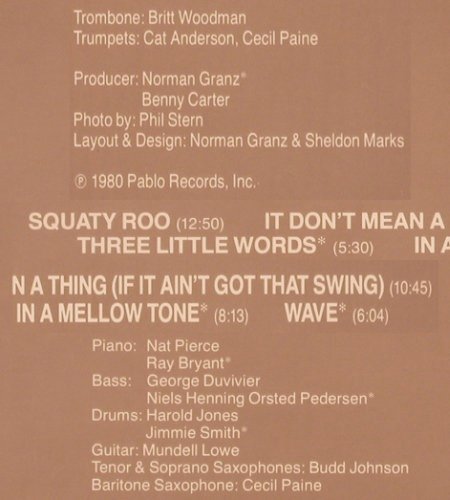 Trombone: Britt Woodman
Trumpets: Cat Anderson, Cecil Paine
Producer: Norman Granz*
Benny Carter
Photo by: Phil Stern
Layout & Design: Norman Granz & Sheldon Marks
℗ 1980 Pablo Records, Inc.
SQUATY ROO (12:50) IT DON'T MEAN A
THREE LITTLE WORDS* (5:30) IN A
N A THING (IF IT AIN'T GOT THAT SWING) (10:45)
IN A MELLOW TONE* (8:13) WAVE* (6:04)
Piano: Nat Pierce
Ray Bryant*
Bass: George Duvivier
Niels Henning Orsted Pedersen*
Drums: Harold Jones
Jimmie Smith*
Guitar: Mundell Lowe
Tenor & Soprano Saxophones: Budd Johnson
Baritone Saxophone: Cecil Paine